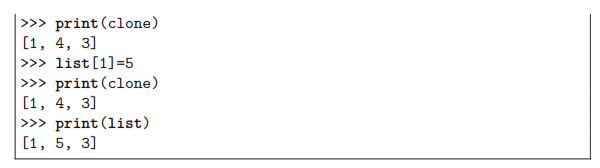 >>> print(clone)
[1, 4, 3]
>>> list[1]=5
>>> print(clone)
[1, 4, 3]
>>> print(list)
[1, 5, 3]